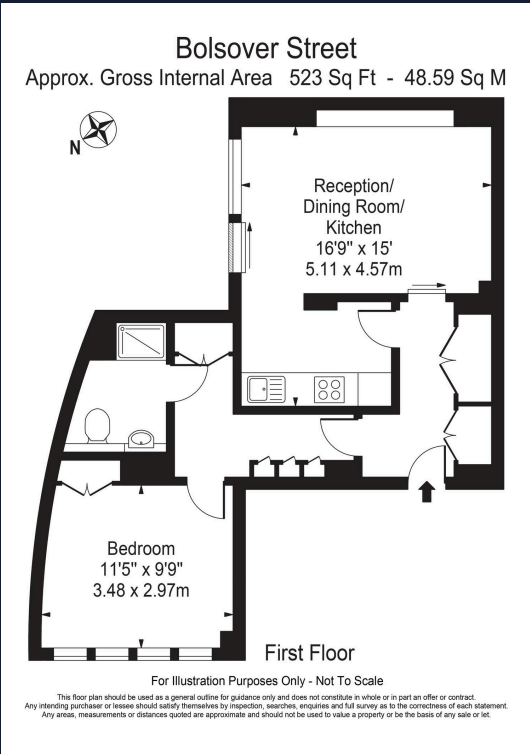 Bolsover Street
Approx. Gross Internal Area 523 Sq Ft - 48.59 Sq M
N
Reception/
Dining Room/
Kitchen
16'9" x 15'
5.11 x 4.57m
Bedroom
11'5" x 9'9"
3.48 x 2.97m
First Floor
For Illustration Purposes Only - Not To Scale
This floor plan should be used as a general outline for guidance only and does not constitute in whole or in part an offer or contract.
Any intending purchaser or lessee should satisfy themselves by inspection, searches, enquiries and full survey as to the correctness of each statement.
Any areas, measurements or distances quoted are approximate and should not be used to value a property or be the basis of any sale or let.